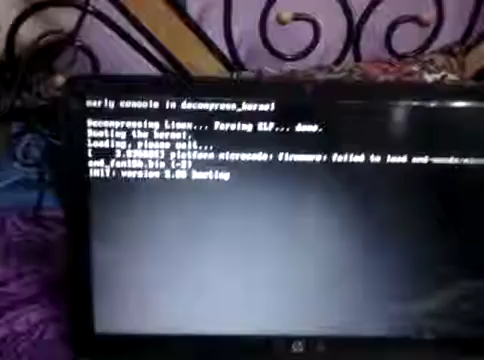 early console in decompress_kernel
Decompressing Linux... Parsing ELF... done.
Booting the kernel.
Loading, please wait...
platform microcode: firmware: failed to load
INIT: version 2.88 booting